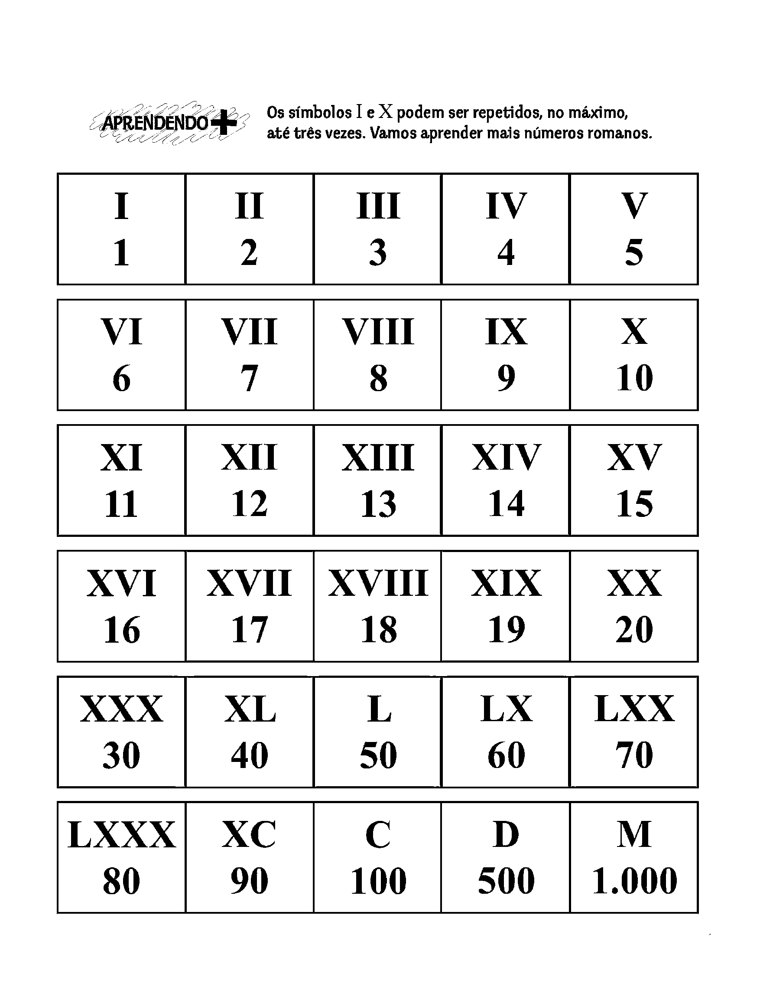 APRENDENDO+
Os símbolos I e X podem ser repetidos, no máximo,
até três vezes. Vamos aprender mais números romanos.
I II III IV V
1 2 3 4 5
VI VII VIII IX X
6 7 8 9 10
XI XII XIII XIV XV
11 12 13 14 15
XVI XVII XVIII XIX XX
16 17 18 19 20
XXX XL L LX LXX
30 40 50 60 70
LXXX XC C D M
80 90 100 500 1.000